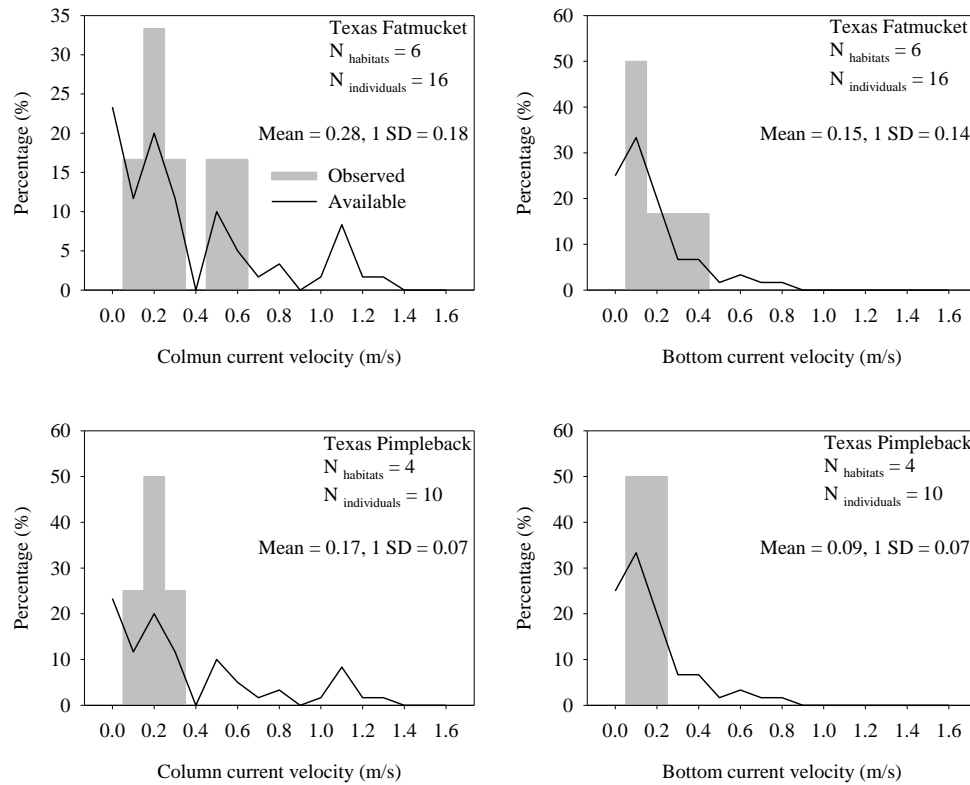 Texas Fatmucket
N habitats = 6
N individuals = 16
Mean = 0.28, 1 SD = 0.18
Observed
Available
Percentage (%)
35
30
25
20
15
10
5
0
0.0 0.2 0.4 0.6 0.8 1.0 1.2 1.4 1.6
Colmun current velocity (m/s)
Texas Fatmucket
N habitats = 6
N individuals = 16
Mean = 0.15, 1 SD = 0.14
Percentage (%)
60
50
40
30
20
10
0
0.0 0.2 0.4 0.6 0.8 1.0 1.2 1.4 1.6
Bottom current velocity (m/s)
Texas Pimpleback
N habitats = 4
N individuals = 10
Mean = 0.17, 1 SD = 0.07
Percentage (%)
60
50
40
30
20
10
0
0.0 0.2 0.4 0.6 0.8 1.0 1.2 1.4 1.6
Column current velocity (m/s)
Texas Pimpleback
N habitats = 4
N individuals = 10
Mean = 0.09, 1 SD = 0.07
Percentage (%)
60
50
40
30
20
10
0
0.0 0.2 0.4 0.6 0.8 1.0 1.2 1.4 1.6
Bottom current velocity (m/s)